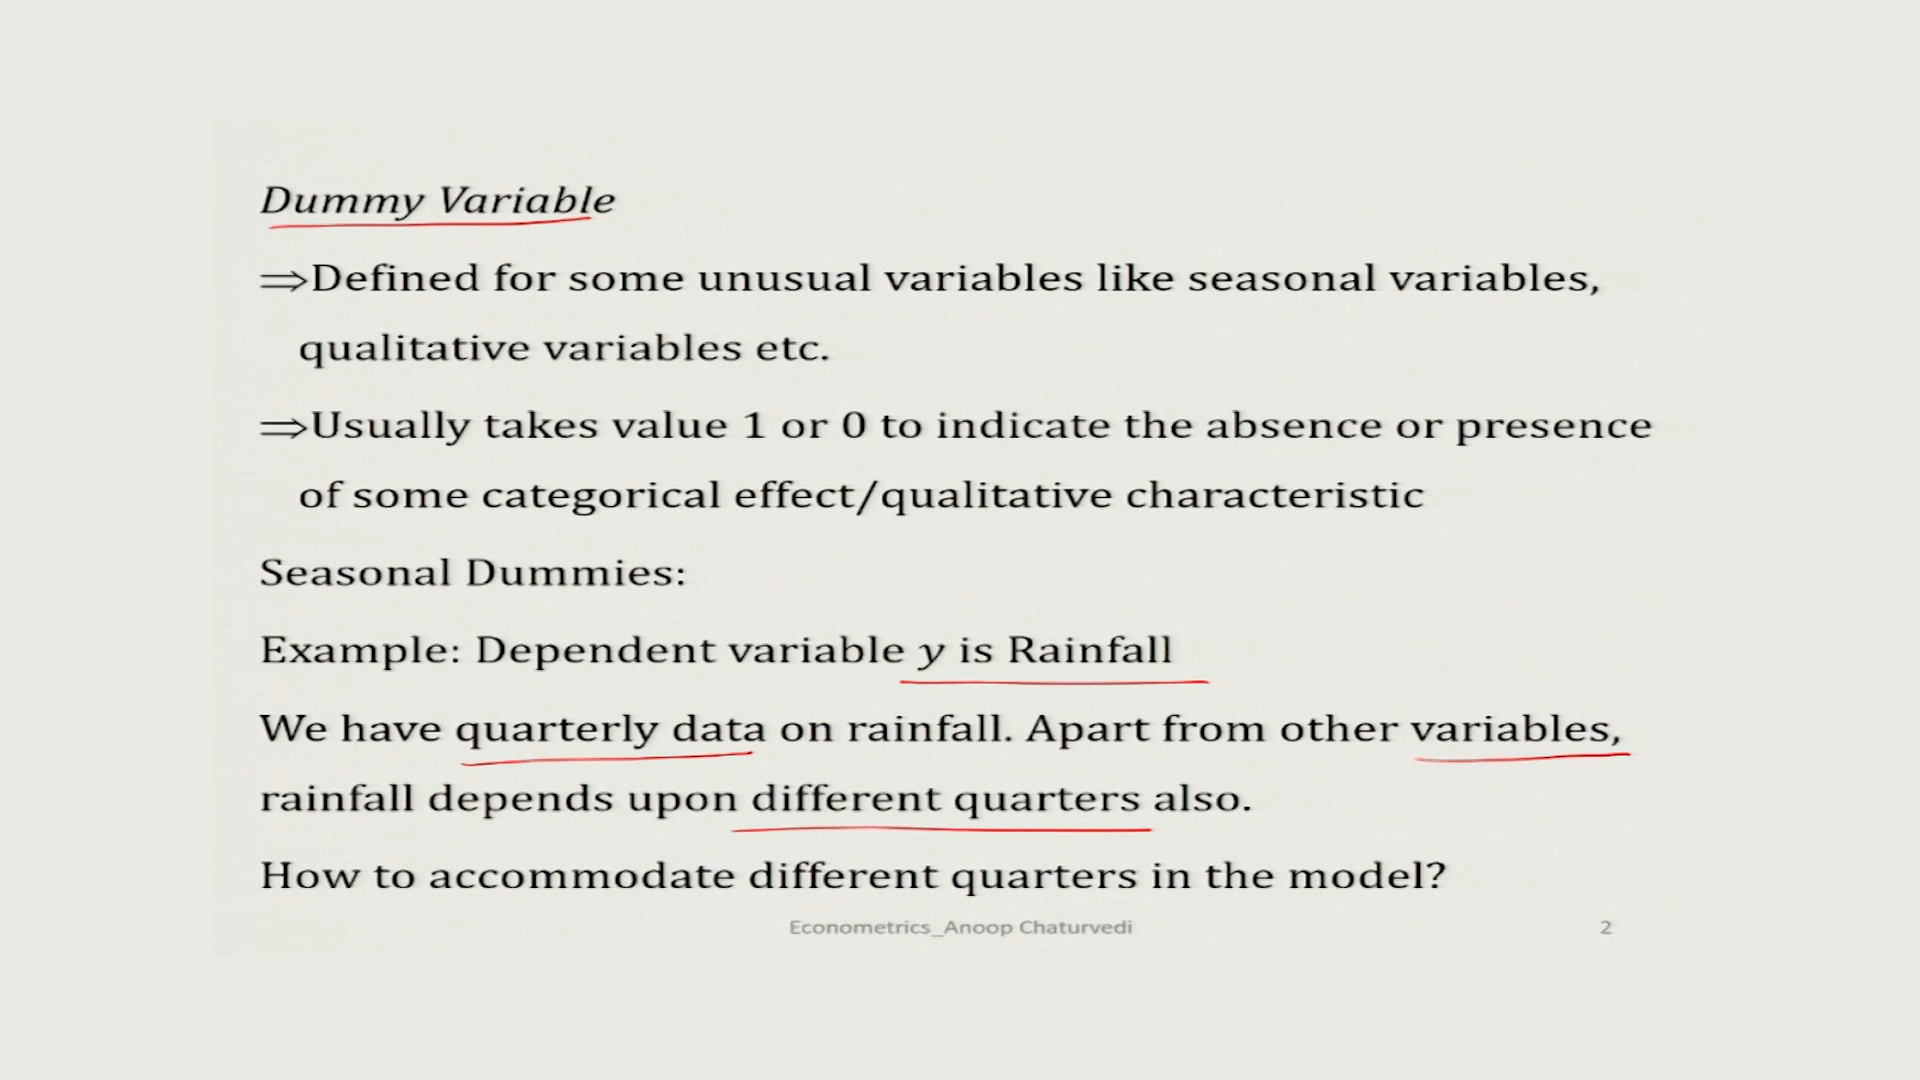 Dummy Variable
⇒Defined for some unusual variables like seasonal variables,
qualitative variables etc.
⇒Usually takes value 1 or 0 to indicate the absence or presence
of some categorical effect/qualitative characteristic
Seasonal Dummies:
Example: Dependent variable y is Rainfall
We have quarterly data on rainfall. Apart from other variables,
rainfall depends upon different quarters also.
How to accommodate different quarters in the model?
Econometrics_Anoop Chaturvedi
2